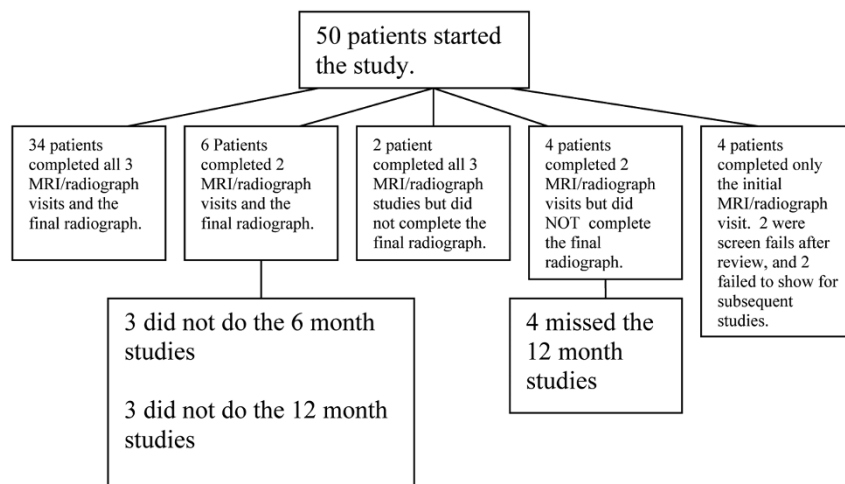 50 patients started
the study.
34 patients
completed all 3
MRI/radiograph
visits and the
final radiograph.
6 Patients
completed 2
MRI/radiograph
visits and the
final radiograph.
2 patient
completed all 3
MRI/radiograph
studies but did
not complete the
final radiograph.
4 patients
completed 2
MRI/radiograph
visits but did
NOT complete
the final
radiograph.
4 patients
completed only
the initial
MRI/radiograph
visit. 2 were
screen fails after
review, and 2
failed to show for
subsequent
studies.
3 did not do the 6 month
studies
3 did not do the 12 month
studies
4 missed the
12 month
studies